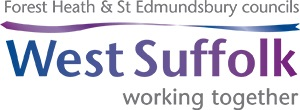 Forest Heath & St Edmundsbury councils
West Suffolk
working together